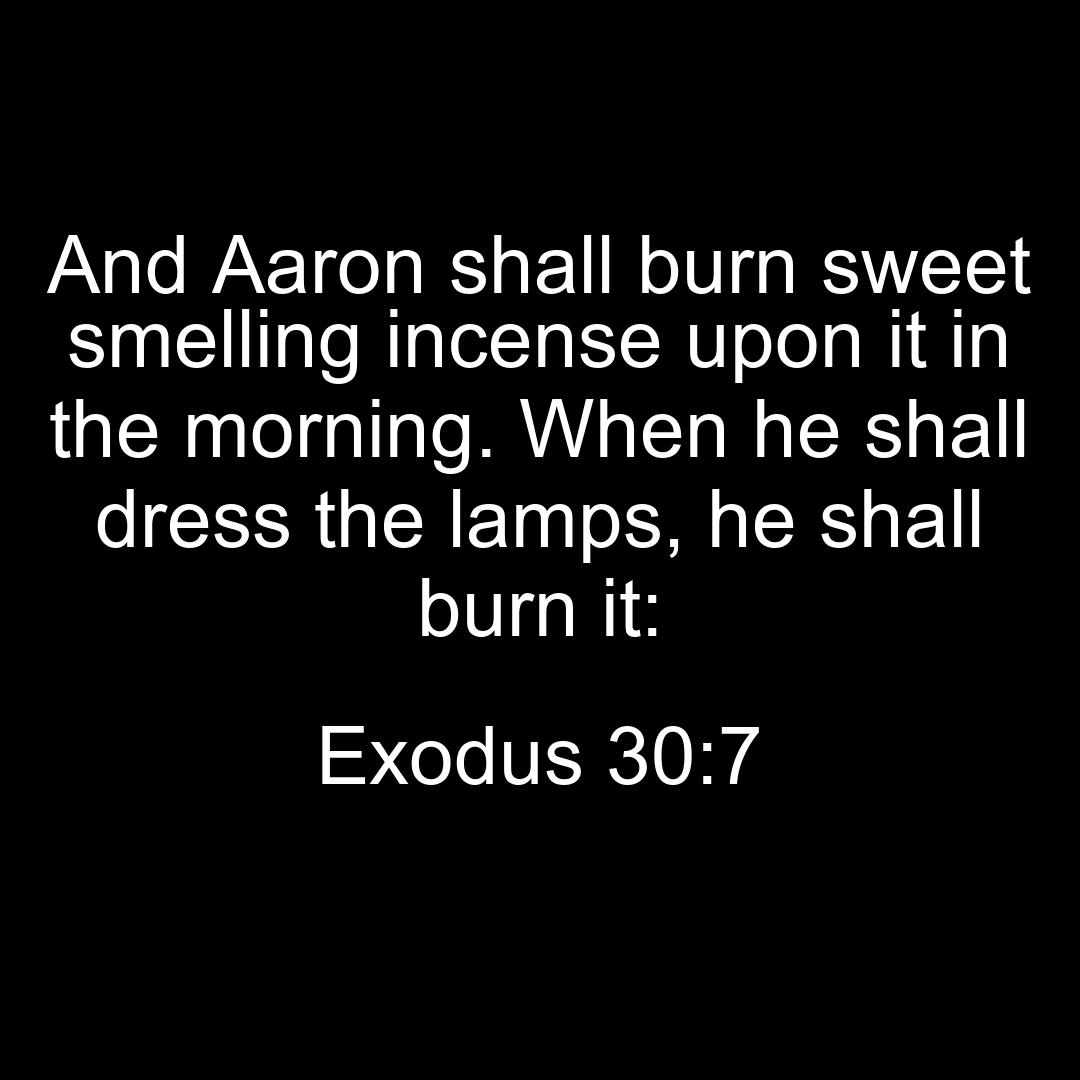 And Aaron shall burn sweet
smelling incense upon it in
the morning. When he shall
dress the lamps, he shall
burn it:
Exodus 30:7